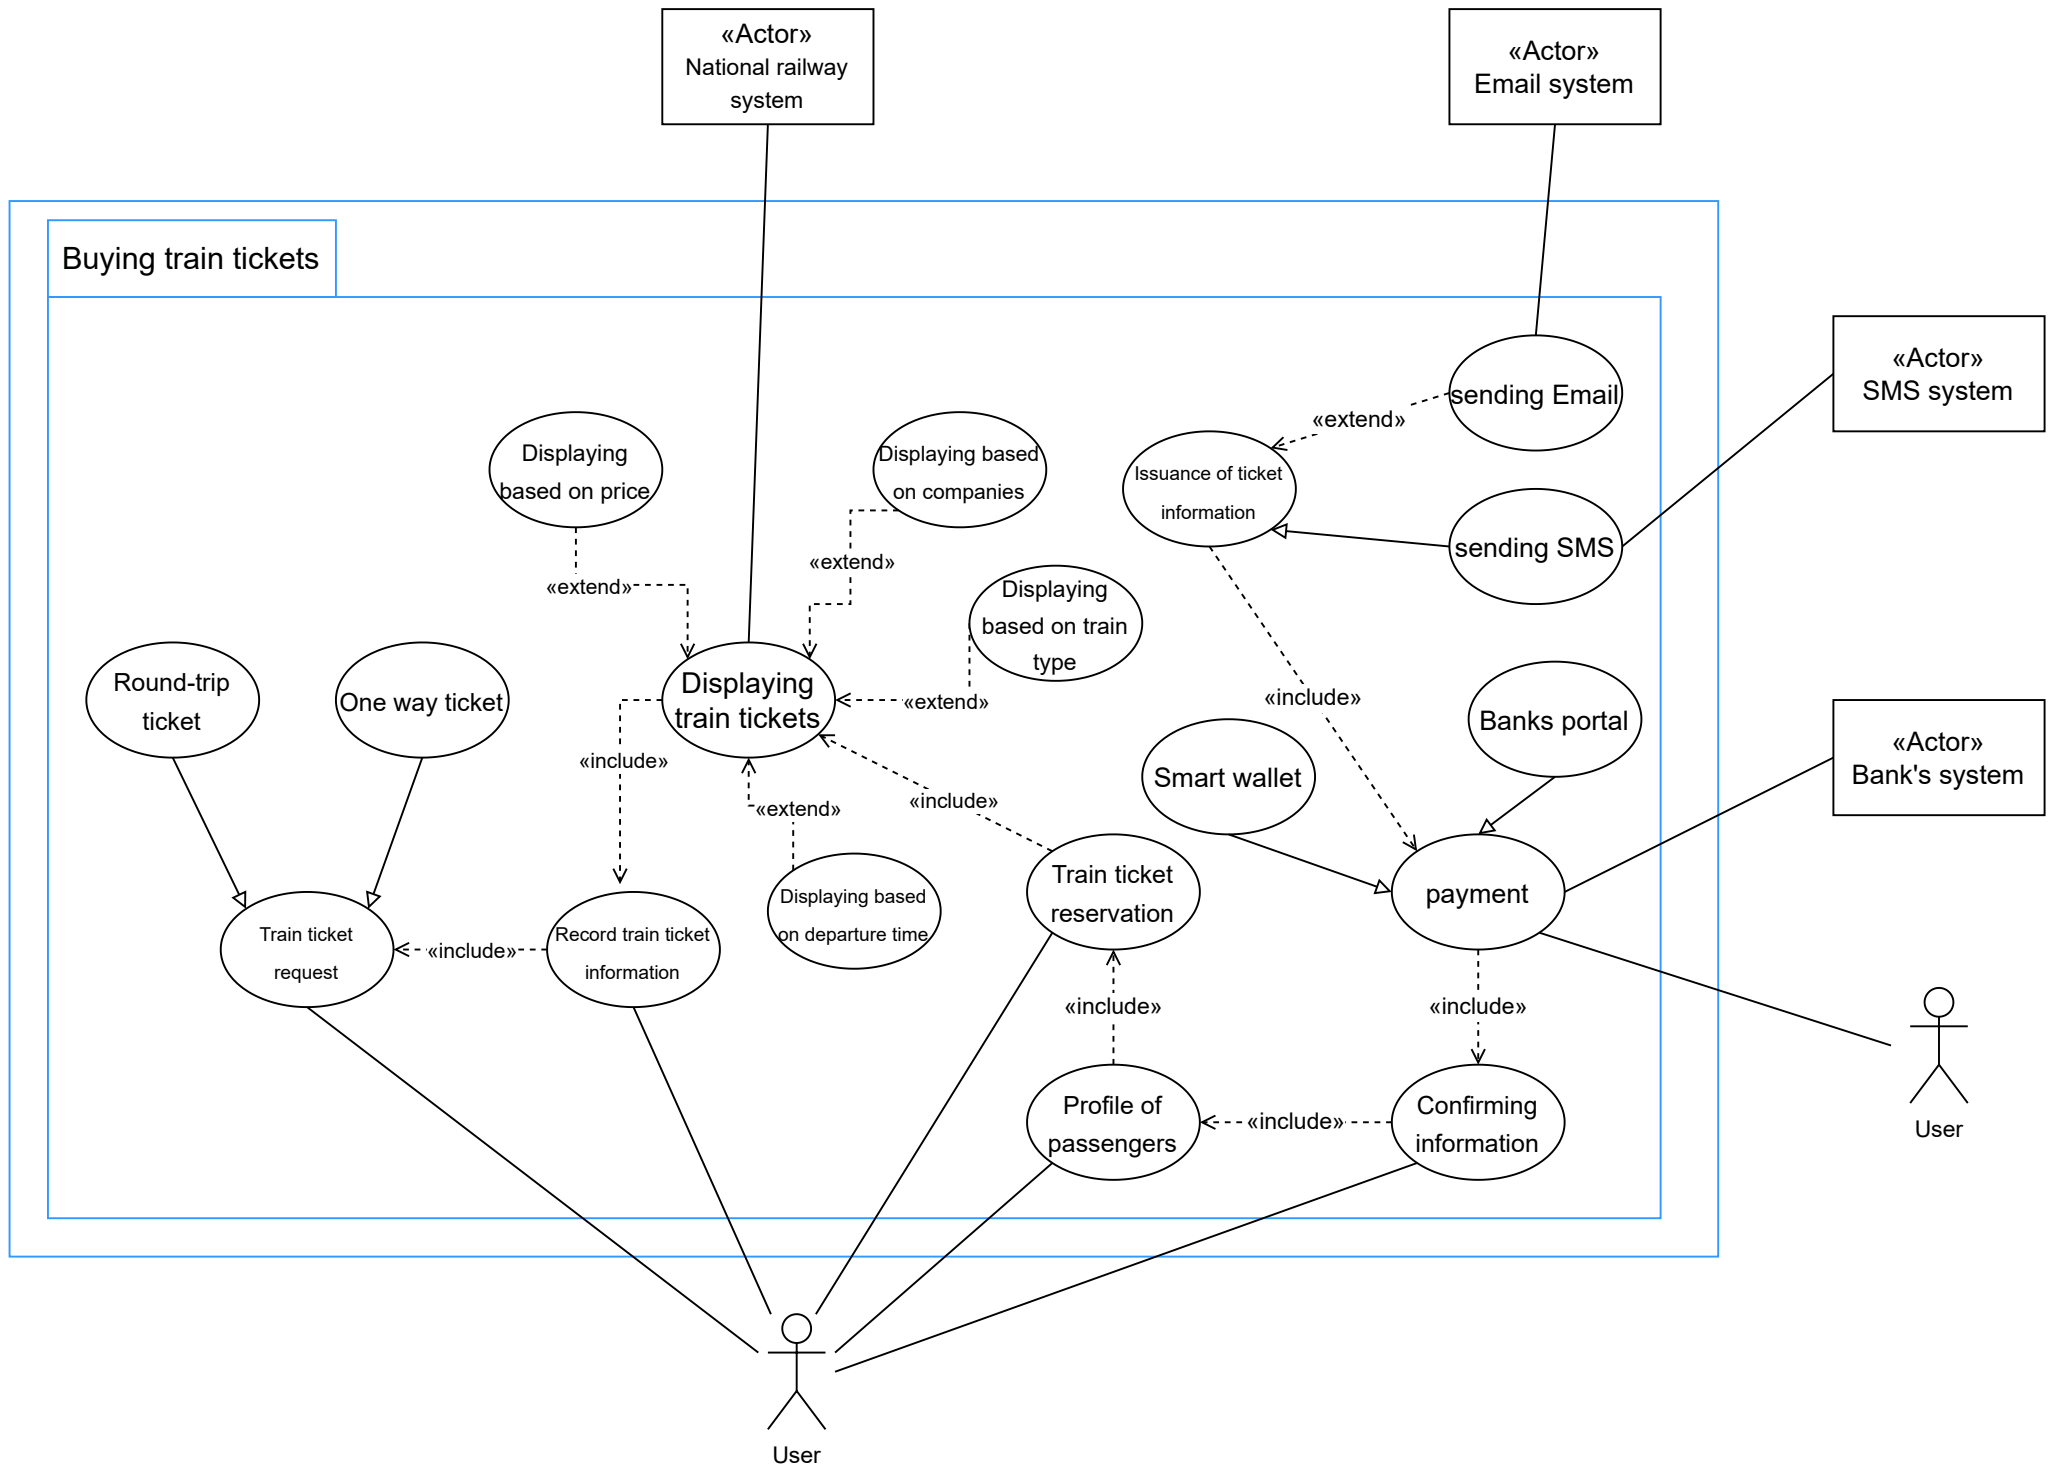 «Actor»
National railway
system
«Actor»
Email system
Buying train tickets
«Actor»
SMS system
sending Email
«extend»
Displaying
based on price
Displaying based
on companies
Issuance of ticket
information
sending SMS
«extend»
«extend»
Displaying
based on train
type
Round-trip
ticket
One way ticket
Displaying
train tickets
«extend»
«include»
Banks portal
«Actor»
Bank's system
«include»
Smart wallet
«extend»
«include»
Train ticket
reservation
payment
Displaying based
on departure time
Train ticket
request
«include»
Record train ticket
information
«include»
«include»
Profile of
passengers
«include»
Confirming
information
User
User